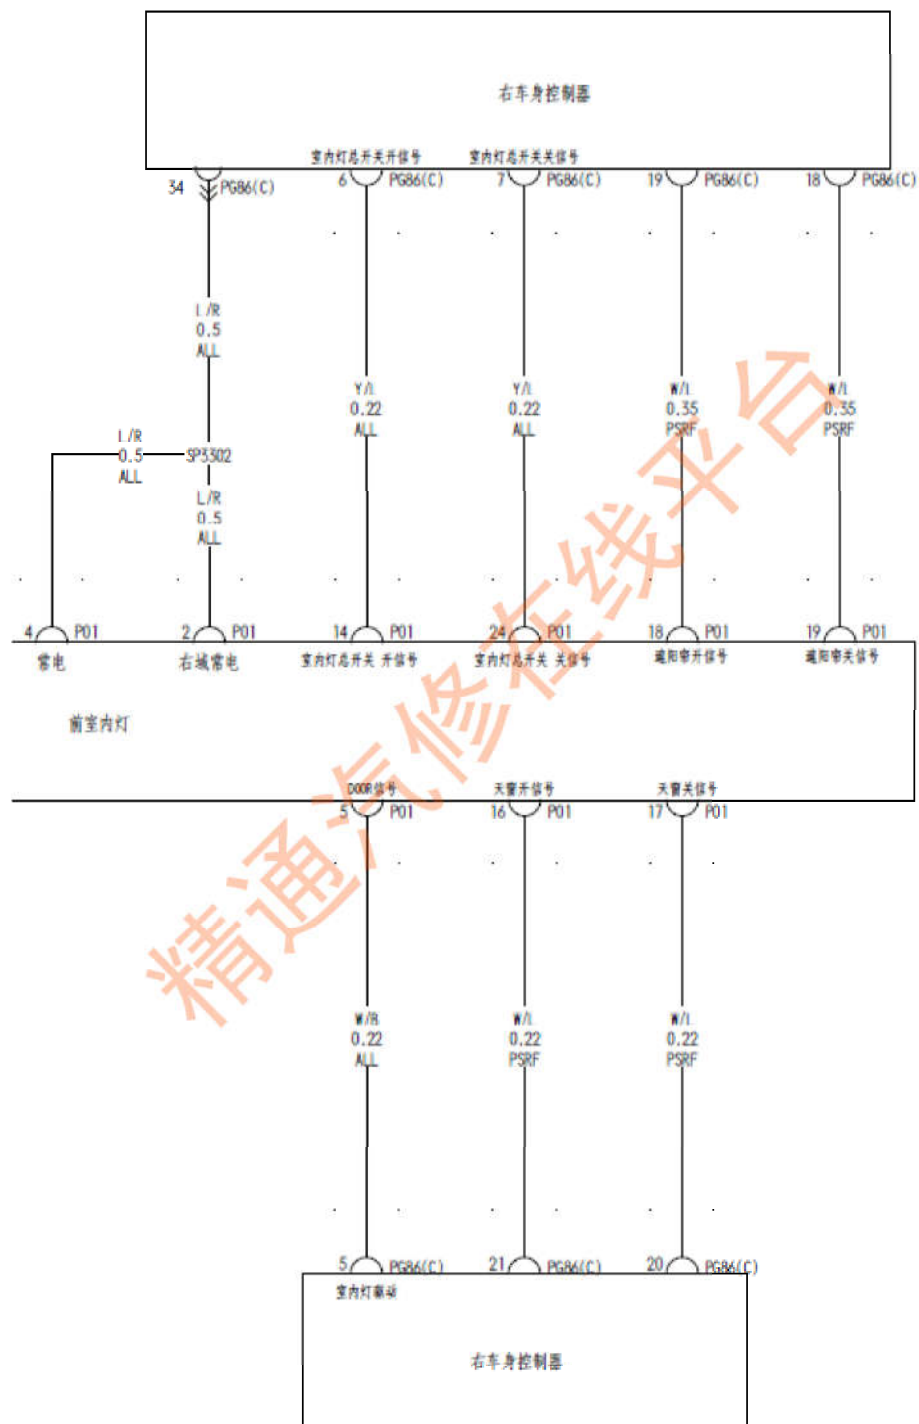 右车身控制器
室内灯总开关开信号 室内灯总开关关信号
34 PG86(C) 6 PG86(C) 7 PG86(C) 19 PG86(C) 18 PG86(C)
L/R
0.5
ALL
Y/L Y/L W/L W/L
0.22 0.22 0.35 0.35
ALL ALL PSRF PSRF
L/R
0.5 SP3302
ALL
L/R
0.5
ALL
4 P01 2 P01 14 P01 24 P01 18 P01 19 P01
常电 右域常电 室内灯总开关 开信号 室内灯总开关 关信号 遮阳帘开信号 遮阳帘关信号
前室内灯
DOOR信号 天窗开信号 天窗关信号
5 P01 16 P01 17 P01
W/B W/L W/L
0.22 0.22 0.22
ALL PSRF PSRF
5 PG86(C) 21 PG86(C) 20 PG86(C)
室内灯驱动
右车身控制器
精通汽修在线平台